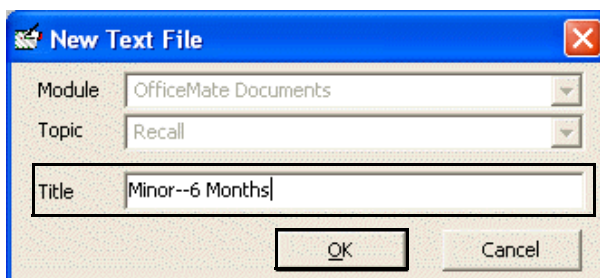 New Text File
Module OfficeMate Documents
Topic Recall
Title Minor--6 Months
OK Cancel